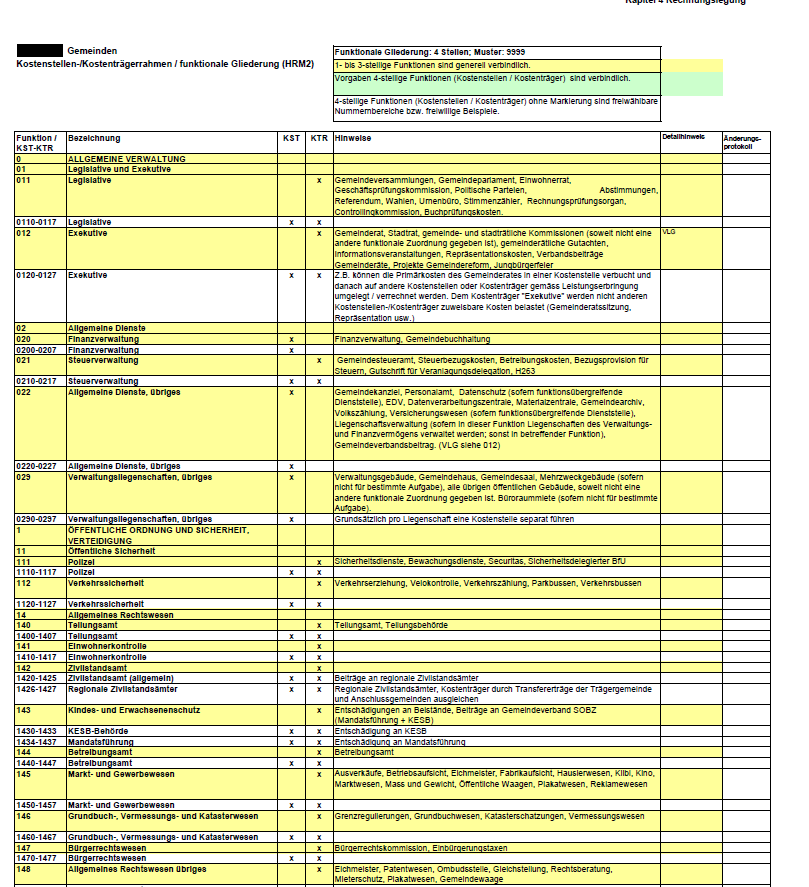 Kapitel 4 Rechnungslegung
Gemeinden
Kostenstellen-/Kostenträgerrahmen / funktionale Gliederung (HRM2)
Funktionale Gliederung: 4 Stellen; Muster: 9999
1- bis 3-stellige Funktionen sind generell verbindlich.
Vorgaben 4-stellige Funktionen (Kostenstellen / Kostenträger) sind verbindlich.
4-stellige Funktionen (Kostenstellen / Kostenträger) ohne Markierung sind freiwählbare
Nummembereiche bzw. freiwillige Beispiele.
Funktion / KST-KTR Bezeichnung KST KTR Hinweise Detailhinweis Änderungs-protokoll
0 ALLGEMEINE VERWALTUNG
01 Legislative und Exekutive
011 Legislative x Gemeindeversammlungen, Gemeindeparlament, Einwohnerrat,
Geschäftsprüfungskommission, Politische Parteien, Abstimmungen,
Referendum, Wahlen, Urnenbüro, Stimmenzähler, Rechnungsprüfungsorgan,
Controllingkommission, Buchprüfungskosten.
0110-0117 Legislative x x
012 Exekutive x Gemeinderat, Stadtrat, gemeinde- und stadträtliche Kommissionen (soweit nicht eine VLG
andere funktionale Zuordnung gegeben ist), gemeinderätliche Gutachten,
Informationsveranstaltungen, Repräsentationskosten, Verbandsbeiträge
Gemeinderäte, Projekte Gemeindereform, Jungbürgerfeier
0120-0127 Exekutive x x Z.B. können die Primärkosten des Gemeinderates in einer Kostenstelle verbucht und
danach auf andere Kostenstellen oder Kostenträger gemäss Leistungserbringung
umgelegt / verrechnet werden. Dem Kostenträger "Exekutive" werden nicht anderen
Kostenstellen-/Kostenträger zuweisbare Kosten belastet (Gemeinderatssitzung,
Repräsentation usw.)
02 Allgemeine Dienste
020 Finanzverwaltung x Finanzverwaltung, Gemeindebuchhaltung
0200-0207 Finanzverwaltung x
021 Steuerverwaltung x Gemeindesteueramt, Steuerbezugskosten, Betreibungskosten, Bezugsprovision für
Steuern, Gutschrift für Veranlagungsdelegation, H263
0210-0217 Steuerverwaltung x x
022 Allgemeine Dienste, übriges x Gemeindekanzlei, Personalamt, Datenschutz (sofern funktionsübergreifende
Dienststelle), EDV, Datenverarbeitungszentrale, Materialzentrale, Gemeindearchiv,
Volkszählung, Versicherungswesen (sofern funktionsübergreifende Dienststelle),
Liegenschaftsverwaltung (sofern in dieser Funktion Liegenschaften des Verwaltungs-
und Finanzvermögens verwaltet werden; sonst in betreffender Funktion),
Gemeindeverbandsbeitrag. (VLG siehe 012)
0220-0227 Allgemeine Dienste, übriges x
029 Verwaltungsliegenschaften, übriges x Verwaltungsgebäude, Gemeindehaus, Gemeindesaal, Mehrzweckgebäude (sofern
nicht für bestimmte Aufgabe), alle übrigen öffentlichen Gebäude, soweit nicht eine
andere funktionale Zuordnung gegeben ist. Büroraummiete (sofern nicht für bestimmte
Aufgabe).
0290-0297 Verwaltungsliegenschaften, übriges x Grundsätzlich pro Liegenschaft eine Kostenstelle separat führen
1 ÖFFENTLICHE ORDNUNG UND SICHERHEIT,
VERTEIDIGUNG
11 Öffentliche Sicherheit
111 Polizei x Sicherheitsdienste, Bewachungsdienste, Securitas, Sicherheitsdelegierter BfU
1110-1117 Polizei x x
112 Verkehrssicherheit x Verkehrserziehung, Velokontrolle, Verkehrszählung, Parkbussen, Verkehrsbussen
1120-1127 Verkehrssicherheit x x
14 Allgemeines Rechtswesen
140 Teilungsamt x Teilungsamt, Teilungsbehörde
1400-1407 Teilungsamt x x
141 Einwohnerkontrolle x
1410-1417 Einwohnerkontrolle x x
142 Zivilstandsamt x
1420-1425 Zivilstandsamt (allgemein) x x Beiträge an regionale Zivilstandsämter
1426-1427 Regionale Zivilstandsämter x x Regionale Zivilstandsämter, Kostenträger durch Transfererträge der Trägergemeinde
und Anschlussgemeinden ausgleichen
143 Kindes- und Erwachsenenschutz x Entschädigungen an Beistände, Beiträge an Gemeindeverband SOBZ
(Mandatsführung + KESB)
1430-1433 KESB-Behörde x x Entschädigung an KESB
1434-1437 Mandatsführung x x Entschädigung an Mandatsführung
144 Betreibungsamt x Betreibungsamt
1440-1447 Betreibungsamt x x
145 Markt- und Gewerbewesen x Ausverkäufe, Betriebsaufsicht, Eichmeister, Fabrikaufsicht, Hausierwesen, Kilbi, Kino,
Marktwesen, Mass und Gewicht, Öffentliche Waagen, Plakatwesen, Reklamewesen
1450-1457 Markt- und Gewerbewesen x x
146 Grundbuch-, Vermessungs- und Katasterwesen x Grenzregulierungen, Grundbuchwesen, Katasterschatzungen, Vermessungswesen
1460-1467 Grundbuch-, Vermessungs- und Katasterwesen x x
147 Bürgerrechtswesen x Bürgerrechtskommission, Einbürgerungstaxen
1470-1477 Bürgerrechtswesen x x
148 Allgemeines Rechtswesen übriges x Eichmeister, Patentwesen, Ombudsstelle, Gleichstellung, Rechtsberatung,
Mieterschutz, Plakatwesen, Gemeindewaage